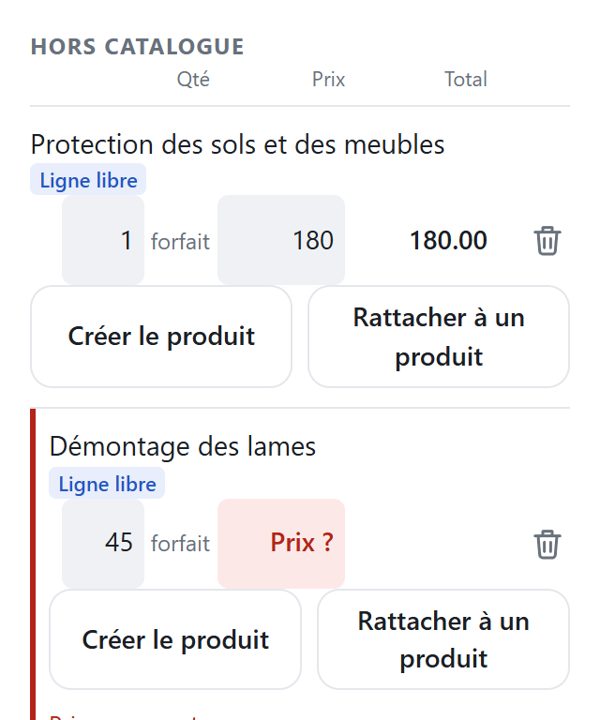 HORS CATALOGUE
Qté Prix Total
Protection des sols et des meubles
Ligne libre
1 forfait 180 180.00
Créer le produit
Rattacher à un
produit
Démontage des lames
Ligne libre
45 forfait Prix ?
Créer le produit
Rattacher à un
produit